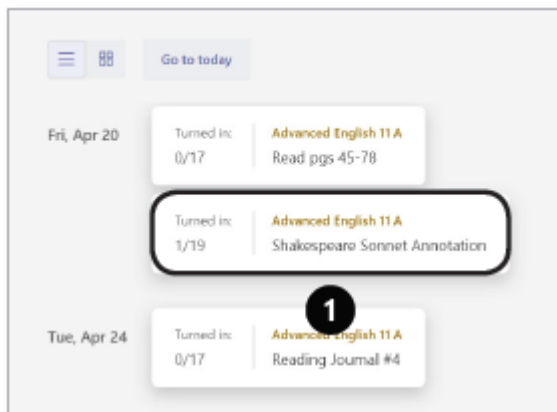 Go to today
Fri, Apr 20
Turned in:
0/17
Advanced English 11 A
Read pgs 45-78
Turned in:
1/19
Advanced English 11 A
Shakespeare Sonnet Annotation
1
Tue, Apr 24
Turned in:
0/17
Advanced English 11 A
Reading Journal #4